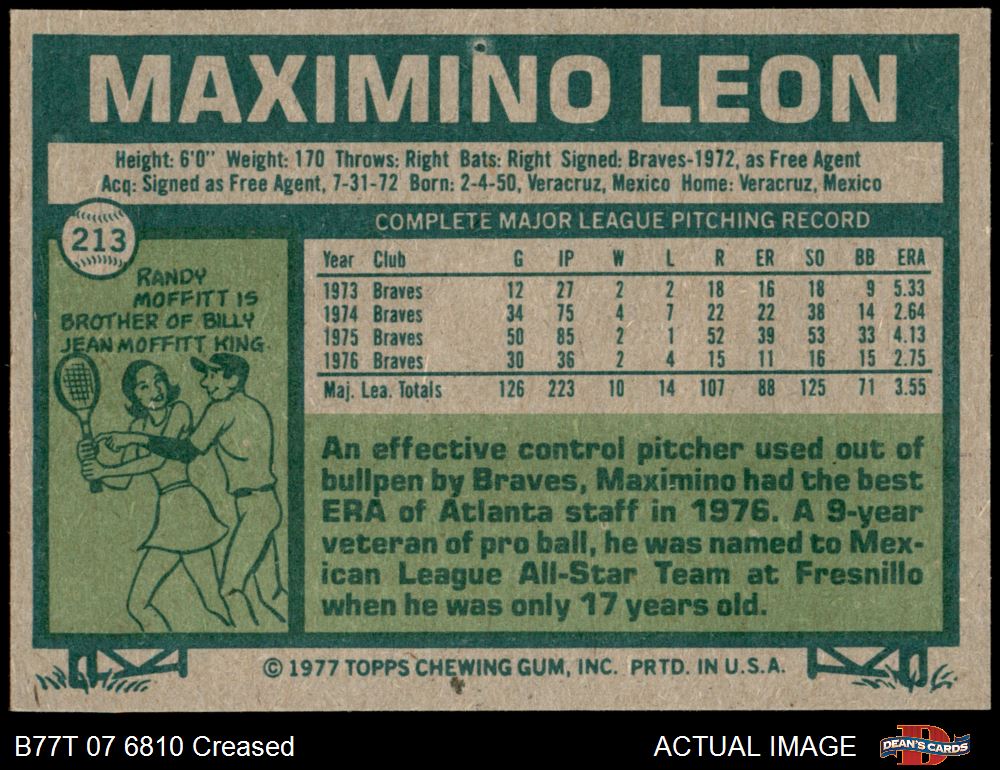 MAXIMINO LEON
Height: 6'0" Weight: 170 Throws: Right Bats: Right Signed: Braves-1972, as Free Agent
Acq: Signed as Free Agent, 7-31-72 Born: 2-4-50, Veracruz, Mexico Home: Veracruz, Mexico
213
COMPLETE MAJOR LEAGUE PITCHING RECORD
RANDY
MOFFITT IS
BROTHER OF BILLY
JEAN MOFFITT KING.
Year Club G IP W L R ER SO BB ERA
1973 Braves 12 27 2 2 18 16 18 9 5.33
1974 Braves 34 75 4 7 22 22 38 14 2.64
1975 Braves 50 85 2 1 52 39 53 33 4.13
1976 Braves 30 36 2 4 15 11 16 15 2.75
Maj. Lea. Totals 126 223 10 14 107 88 125 71 3.55
An effective control pitcher used out of
bullpen by Braves, Maximino had the best
ERA of Atlanta staff in 1976. A 9-year
veteran of pro ball, he was named to Mex-
ican League All-Star Team at Fresnillo
when he was only 17 years old.
© 1977 TOPPS CHEWING GUM, INC. PRTD. IN U.S.A.
B77T 07 6810 Creased
ACTUAL IMAGE
DEAN'S CARDS